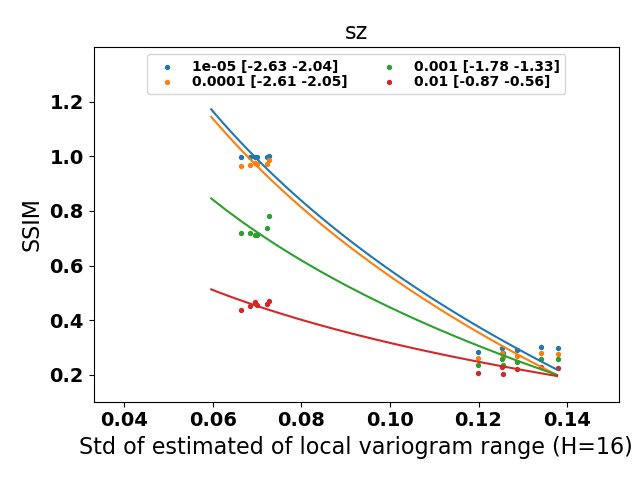 sz
1e-05 [-2.63 -2.04]
0.0001 [-2.61 -2.05]
0.001 [-1.78 -1.33]
0.01 [-0.87 -0.56]
SSIM
1.2
1.0
0.8
0.6
0.4
0.2
0.04 0.06 0.08 0.10 0.12 0.14
Std of estimated of local variogram range (H=16)